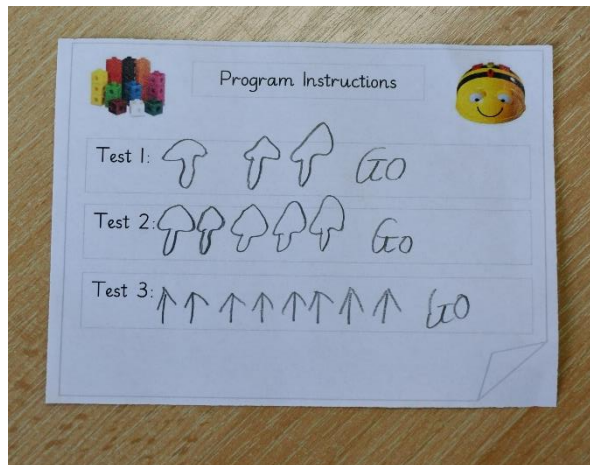 Program Instructions
Test 1: GO
Test 2: Go
Test 3: ↑ ↑ ↑ ↑ ↑ ↑ ↑ ↑ GO